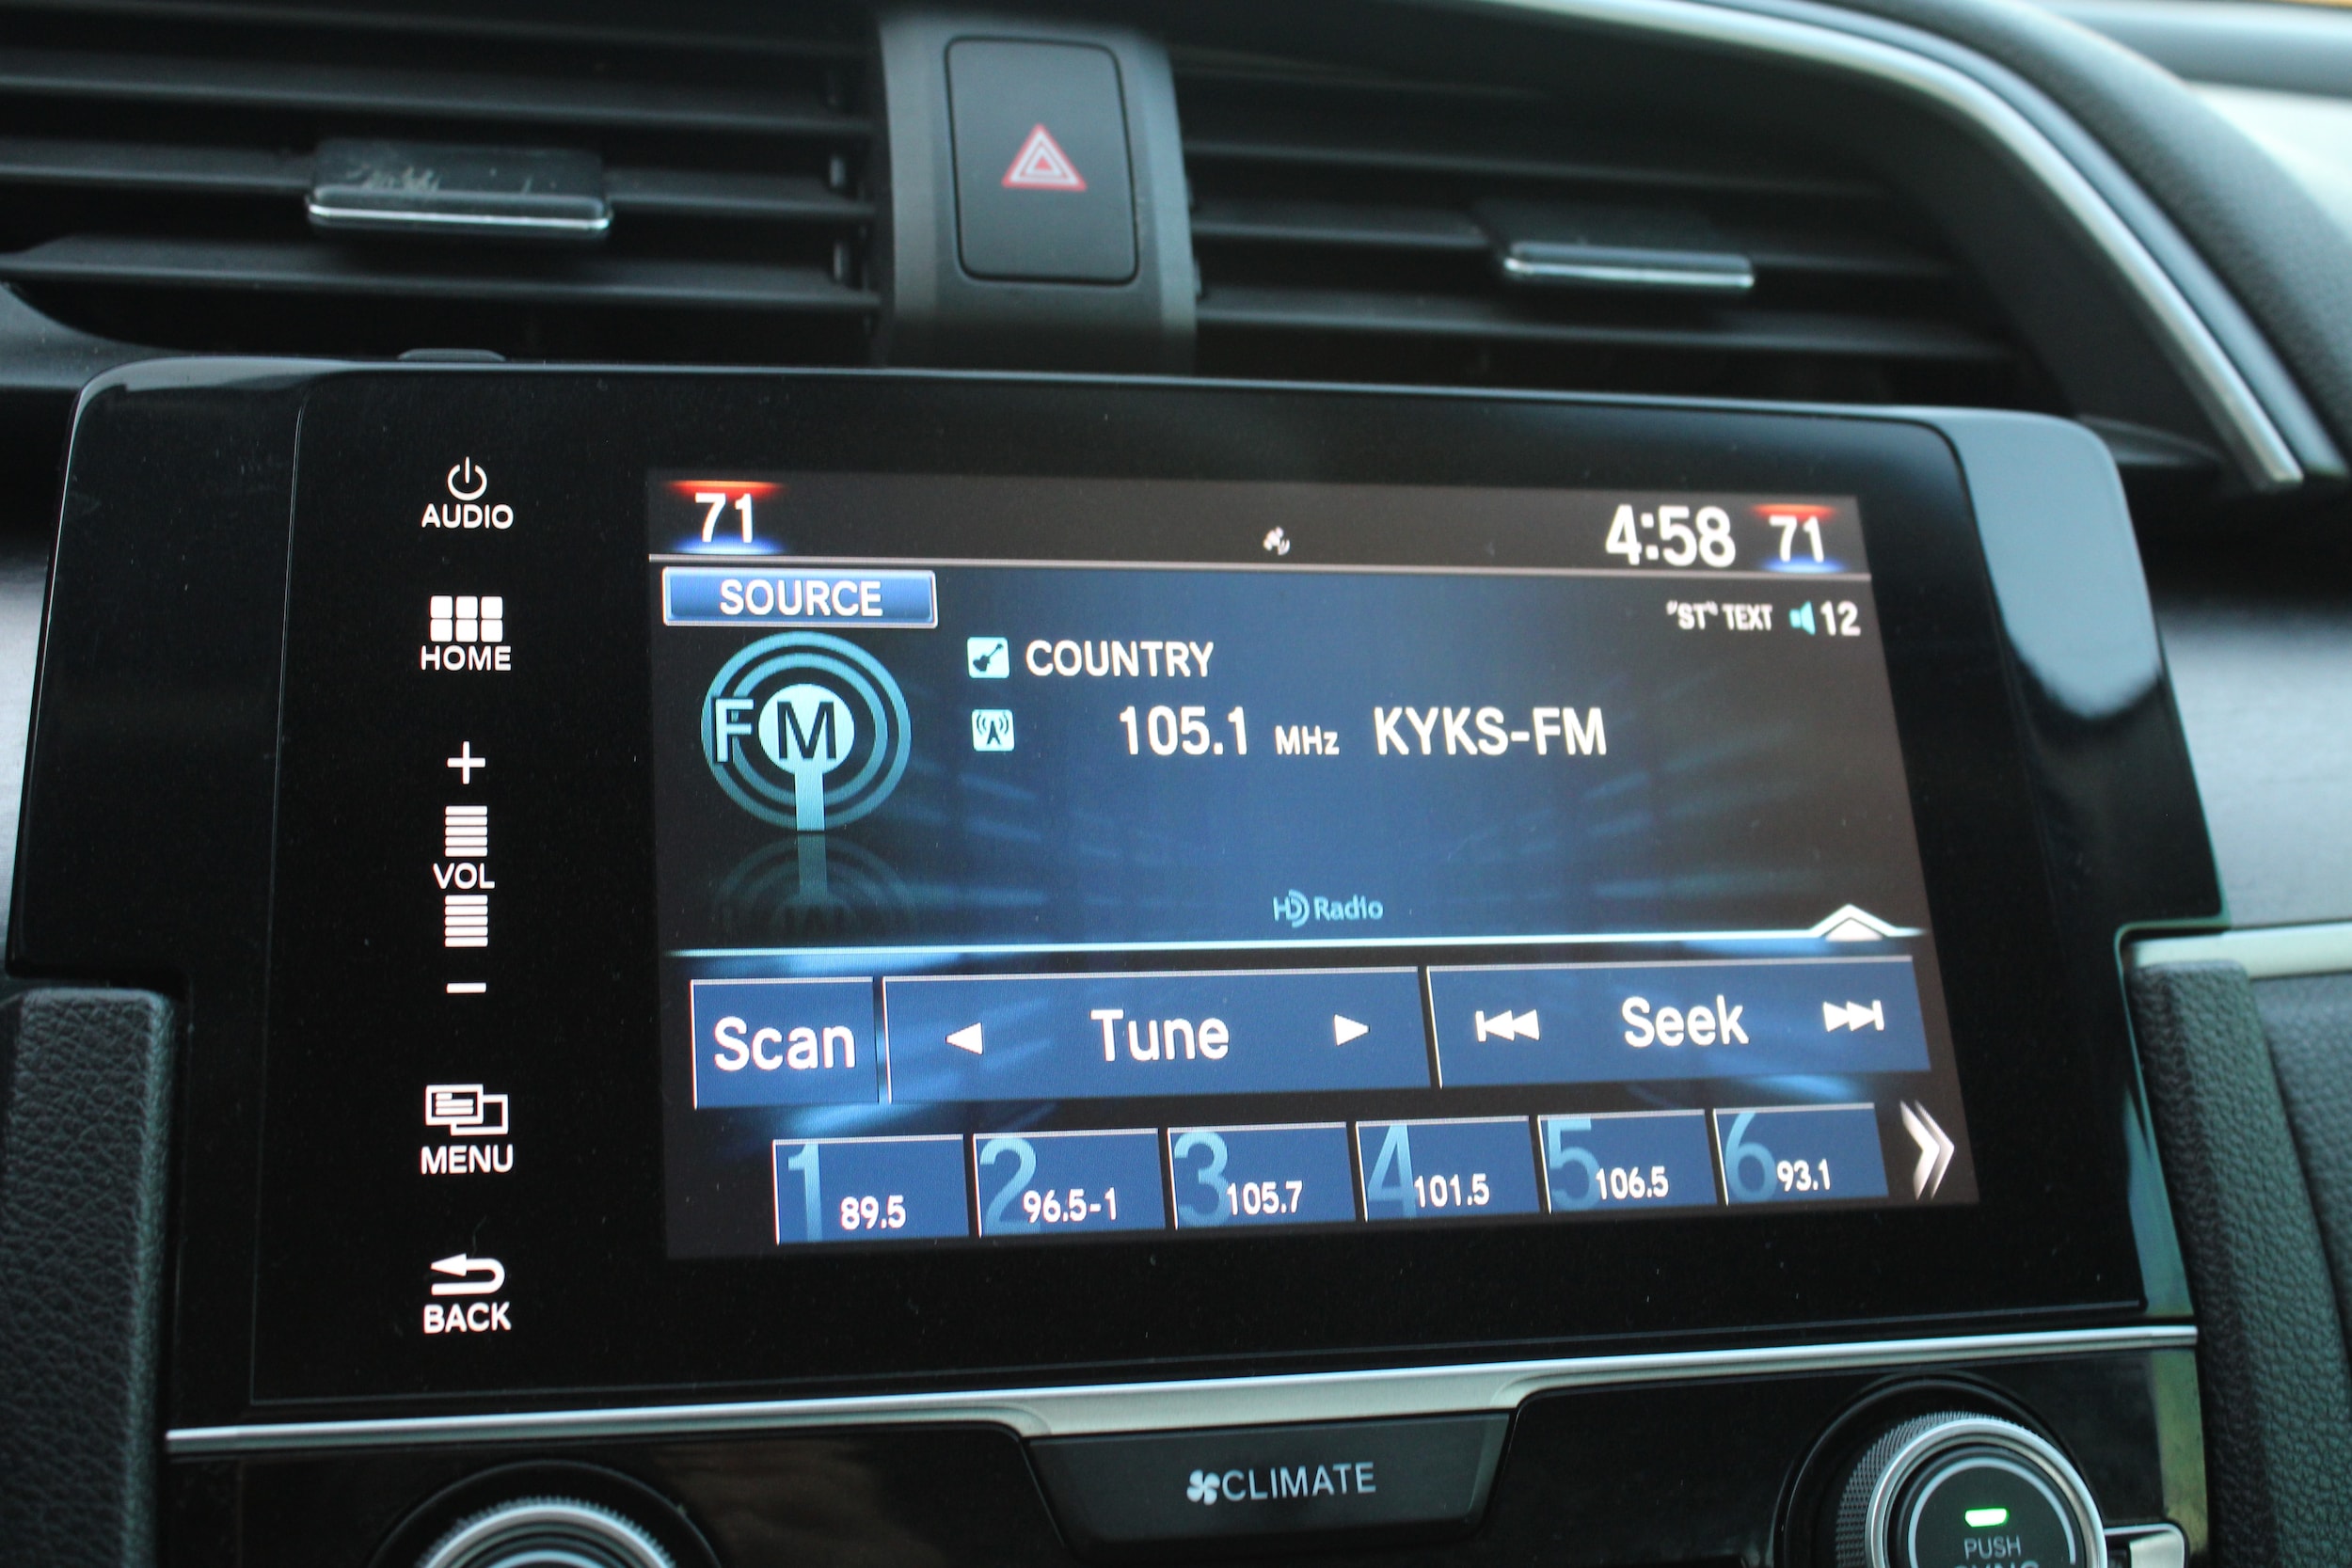 AUDIO
HOME
+
VOL
−
MENU
BACK
71
4:58 71
SOURCE
"ST" TEXT 12
FM
COUNTRY
105.1 MHz KYKS-FM
HD Radio
Scan
Tune
Seek
1 89.5
2 96.5-1
3 105.7
4 101.5
5 106.5
6 93.1
CLIMATE
PUSH
SYNC